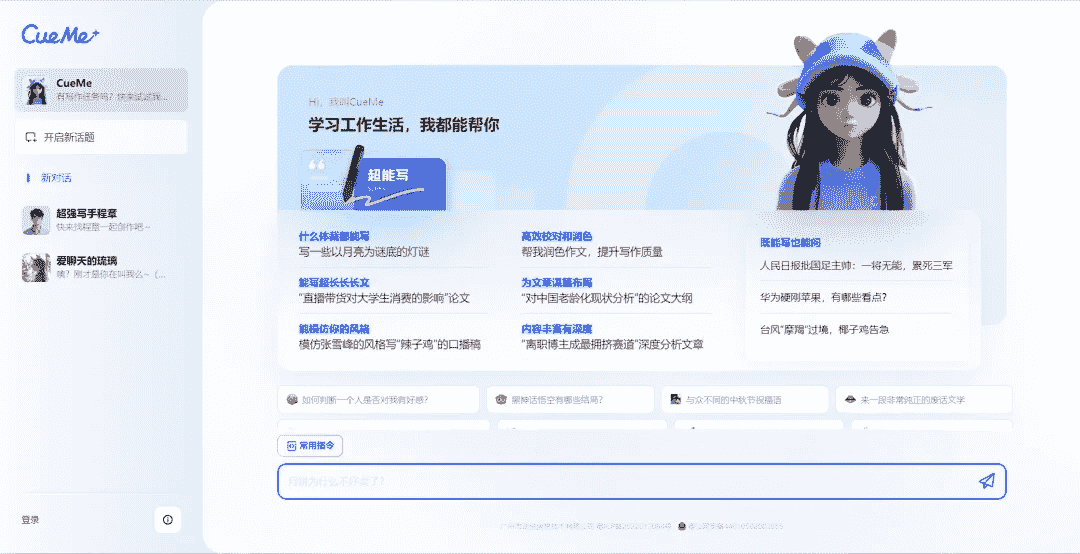 CueMe
CueMe
有写作任务吗？快来试试我...
开启新话题
新对话
超强写手程章
快来找程章一起创作吧~
爱聊天的琉璃
咦？刚才是你在叫我么~（...
登录
Hi，我叫CueMe
学习工作生活，我都能帮你
超能写
什么体裁都能写
写一些以月亮为谜底的灯谜
能写超长长长文
“直播带货对大学生消费的影响”论文
能模仿你的风格
模仿张雪峰的风格写“辣子鸡”的口播稿
高效校对和润色
帮我润色作文，提升写作质量
为文章谋篇布局
“对中国老龄化现状分析”的论文大纲
内容丰富有深度
“离职博主成最拥挤赛道”深度分析文章
既能写也能问
人民日报批国足主帅：一将无能，累死三军
华为硬刚苹果，有哪些看点？
台风“摩羯”过境，椰子鸡告急
如何判断一个人是否对我有好感？
黑神话悟空有哪些结局？
与众不同的中秋节祝福语
来一段非常纯正的废话文学
常用指令
月饼为什么不好卖了？